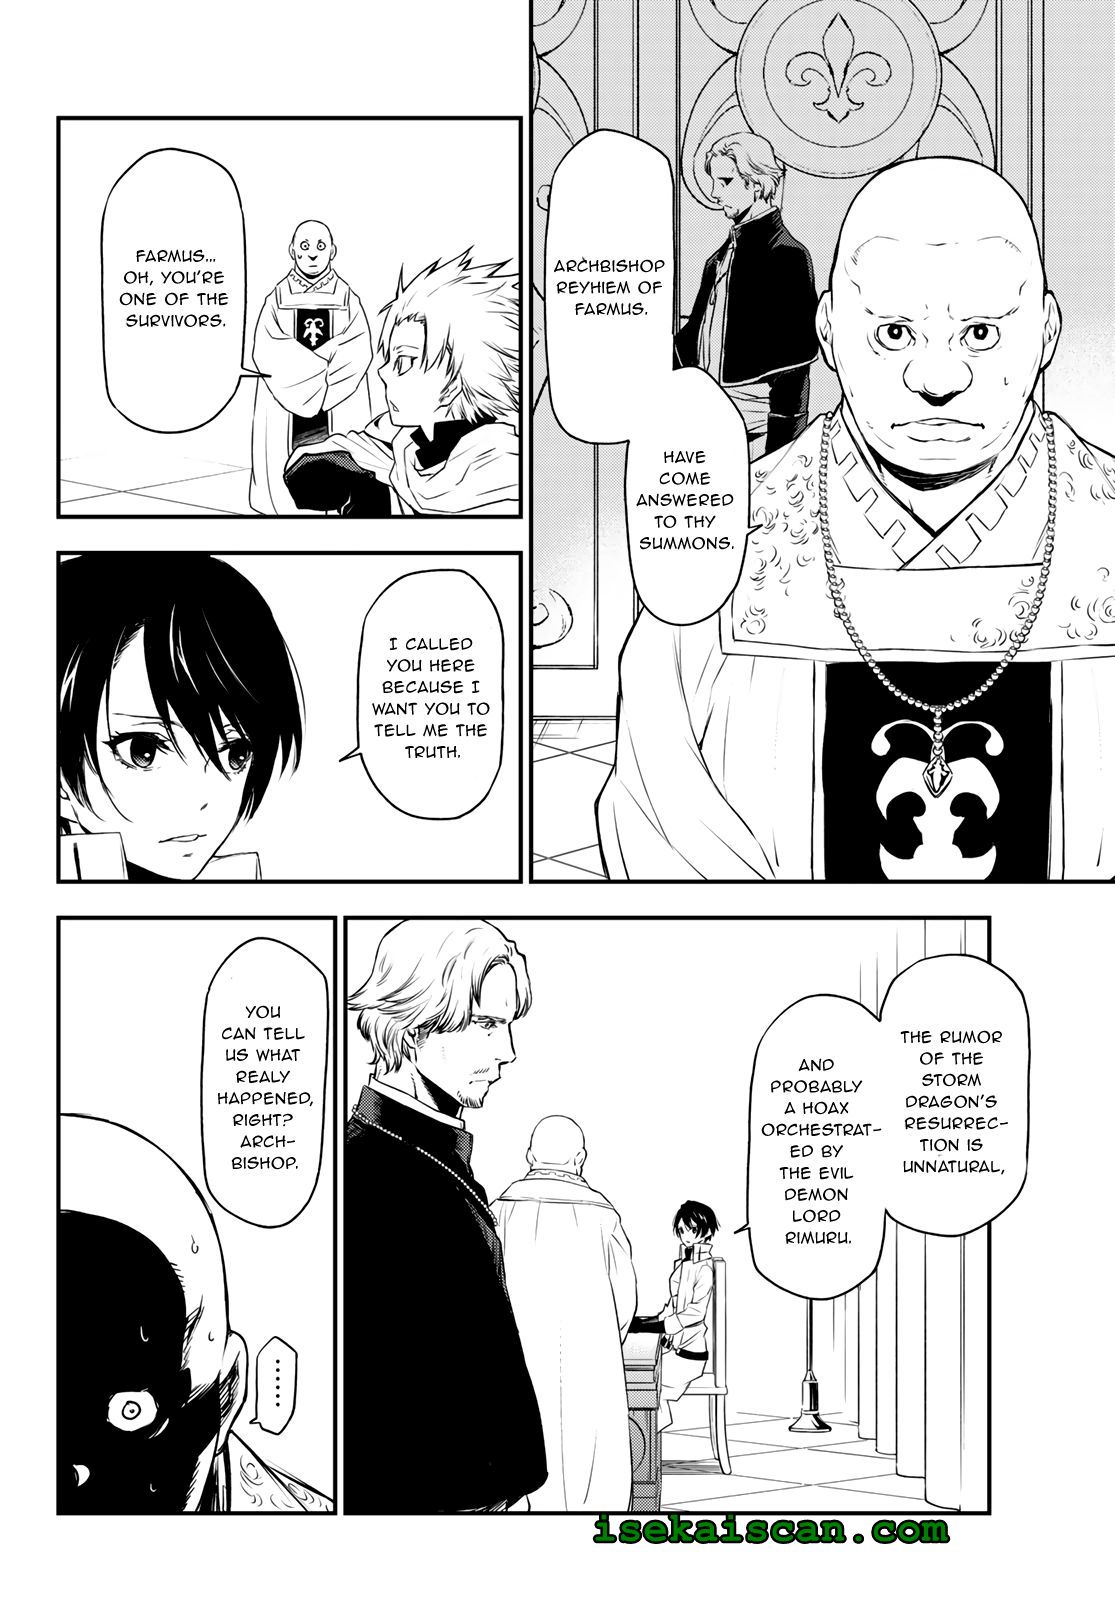 ARCHBISHOP
REYHIEM OF
FARMUS.
HAVE
COME
ANSWERED
TO THY
SUMMONS.
FARMUS...
OH, YOU'RE
ONE OF THE
SURVIVORS.
I CALLED
YOU HERE
BECAUSE I
WANT YOU TO
TELL ME THE
TRUTH.
THE RUMOR
OF THE
STORM
DRAGON'S
RESURREC-
TION IS
UNNATURAL,
AND
PROBABLY
A HOAX
ORCHESTRAT-
ED BY
THE EVIL
DEMON
LORD
RIMURU.
YOU
CAN TELL
US WHAT
REALY
HAPPENED,
RIGHT?
ARCH-
BISHOP.
......
isekaiscan.com